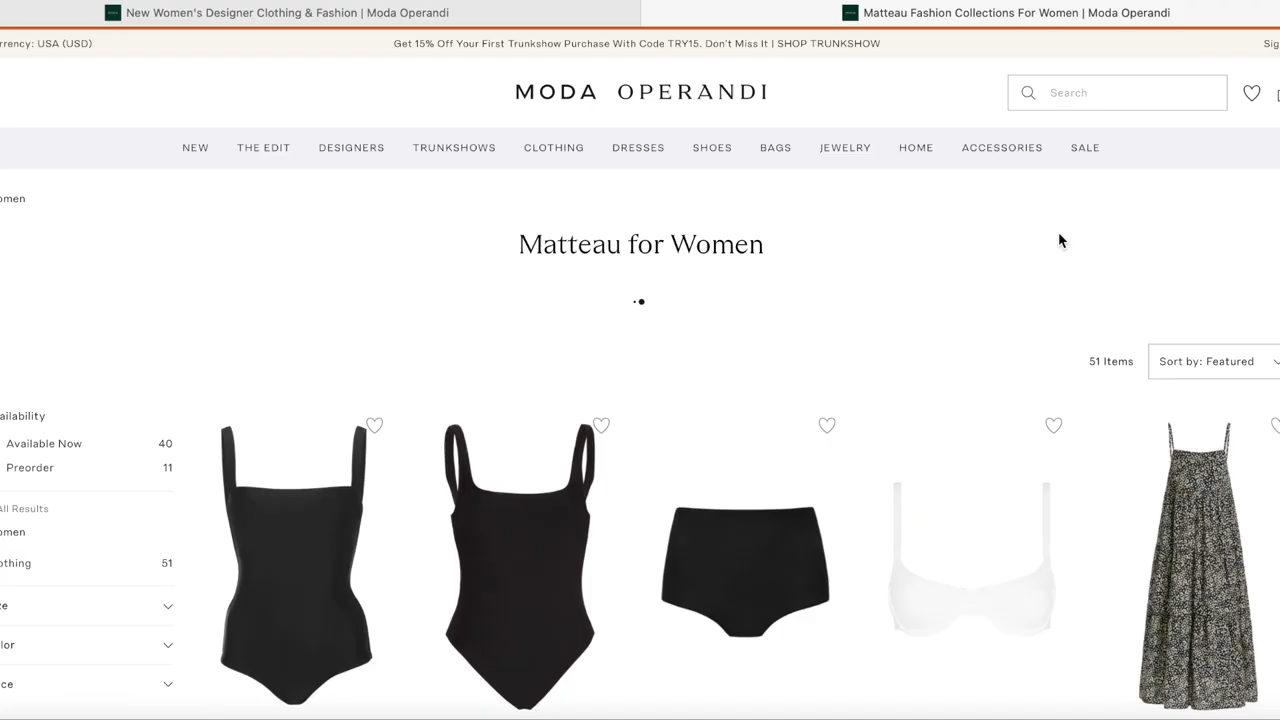 New Women's Designer Clothing & Fashion | Moda Operandi
Matteau Fashion Collections For Women | Moda Operandi
rrency: USA (USD)
Get 15% Off Your First Trunkshow Purchase With Code TRY15. Don't Miss It | SHOP TRUNKSHOW
Sig
MODA OPERANDI
Search
NEW THE EDIT DESIGNERS TRUNKSHOWS CLOTHING DRESSES SHOES BAGS JEWELRY HOME ACCESSORIES SALE
omen
Matteau for Women
51 Items
Sort by: Featured
ailability
Available Now 40
Preorder 11
All Results
omen
othing 51
ze
lor
ce